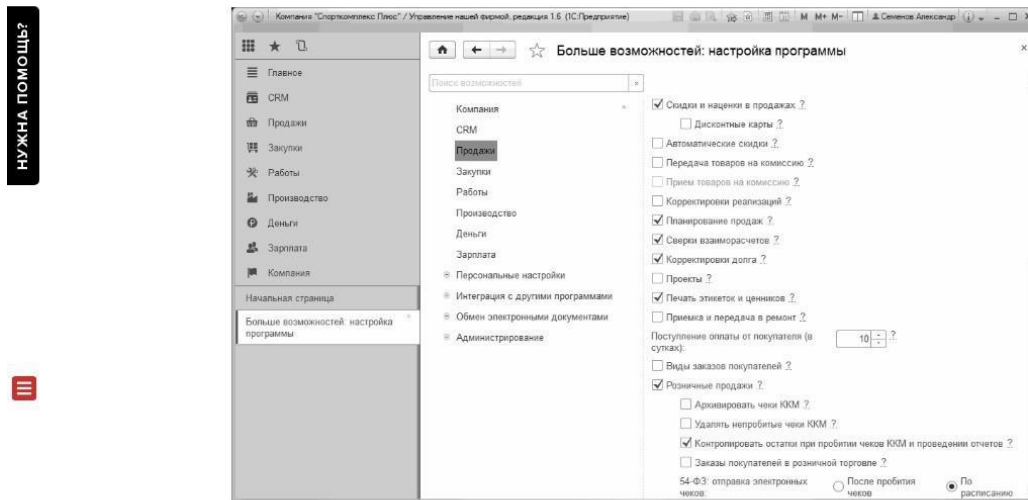 НУЖНА ПОМОЩЬ?
Компания "Спорткомплекс Плюс" / Управление нашей фирмой, редакция 1.6 (1С:Предприятие)
M M+ M- Семенов Александр
Главное
CRM
Продажи
Закупки
Работы
Производство
Деньги
Зарплата
Компания
Начальная страница
Больше возможностей: настройка
программы
Больше возможностей: настройка программы
Поиск возможностей
Компания
CRM
Продажи
Закупки
Работы
Производство
Деньги
Зарплата
Персональные настройки
Интеграция с другими программами
Обмен электронными документами
Администрирование
Скидки и наценки в продажах ?
Дисконтные карты ?
Автоматические скидки ?
Передача товаров на комиссию ?
Прием товаров на комиссию ?
Корректировки реализаций ?
Планирование продаж ?
Сверки взаиморасчетов ?
Корректировки долга ?
Проекты ?
Печать этикеток и ценников ?
Приемка и передача в ремонт ?
Поступление оплаты от покупателя (в
сутках): 10 ?
Виды заказов покупателей ?
Розничные продажи ?
Архивировать чеки ККМ ?
Удалять непробитые чеки ККМ ?
Контролировать остатки при пробитии чеков ККМ и проведении отчетов ?
Заказы покупателей в розничной торговле ?
54-ФЗ: отправка электронных После пробития По
чеков: чеков расписанию